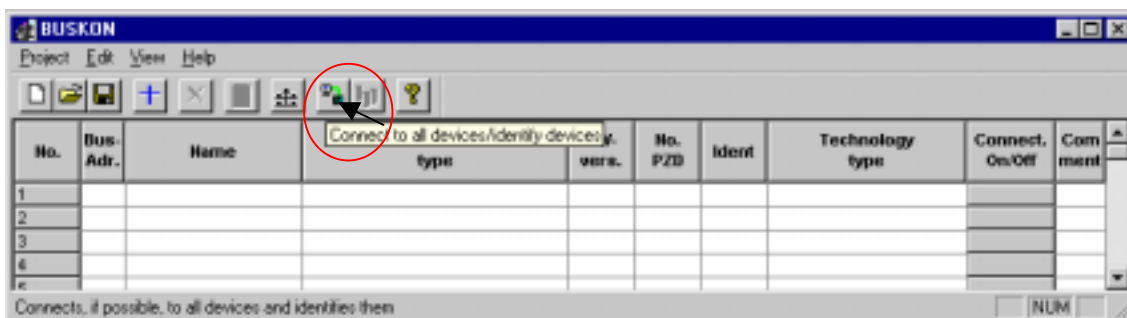 BUSKON
Project Edit View Help
Connect to all devices/identify devices
No. Bus- Adr. Name type vers. No. PZD Ident Technology type Connect. On/Off Com ment
1
2
3
4
Connects, if possible, to all devices and identifies them
NUM